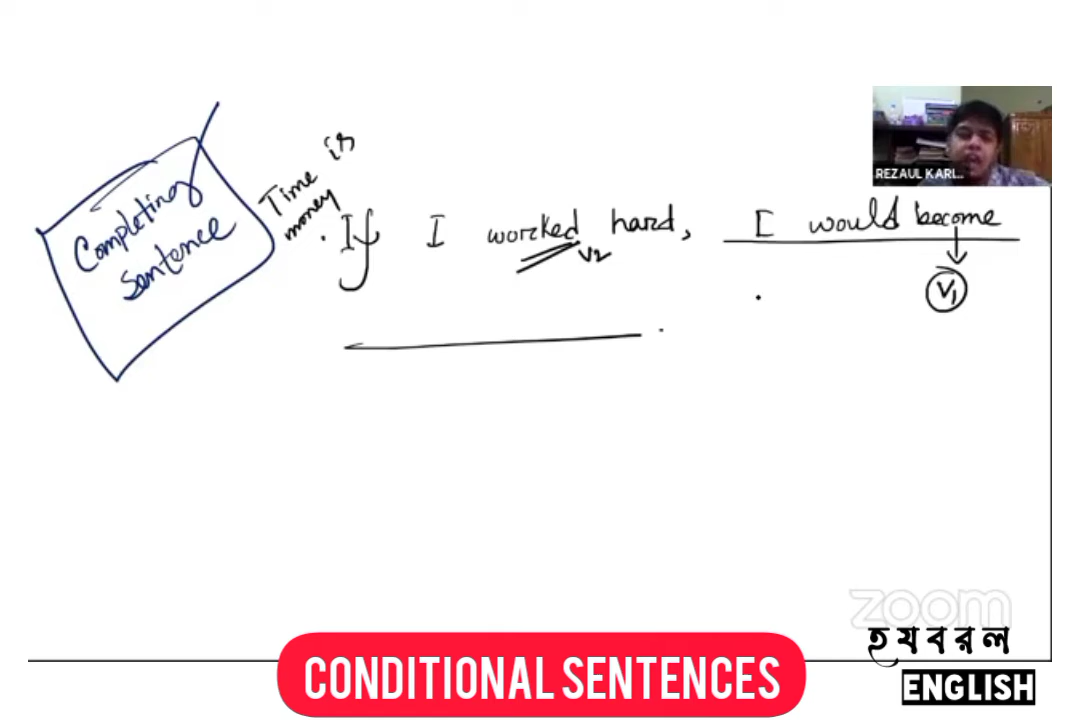 Completing
Sentence
Time is
money
If I worked hard, I would become
V2
V1
REZAUL KARI...
zoom
হযবরল
ENGLISH
CONDITIONAL SENTENCES